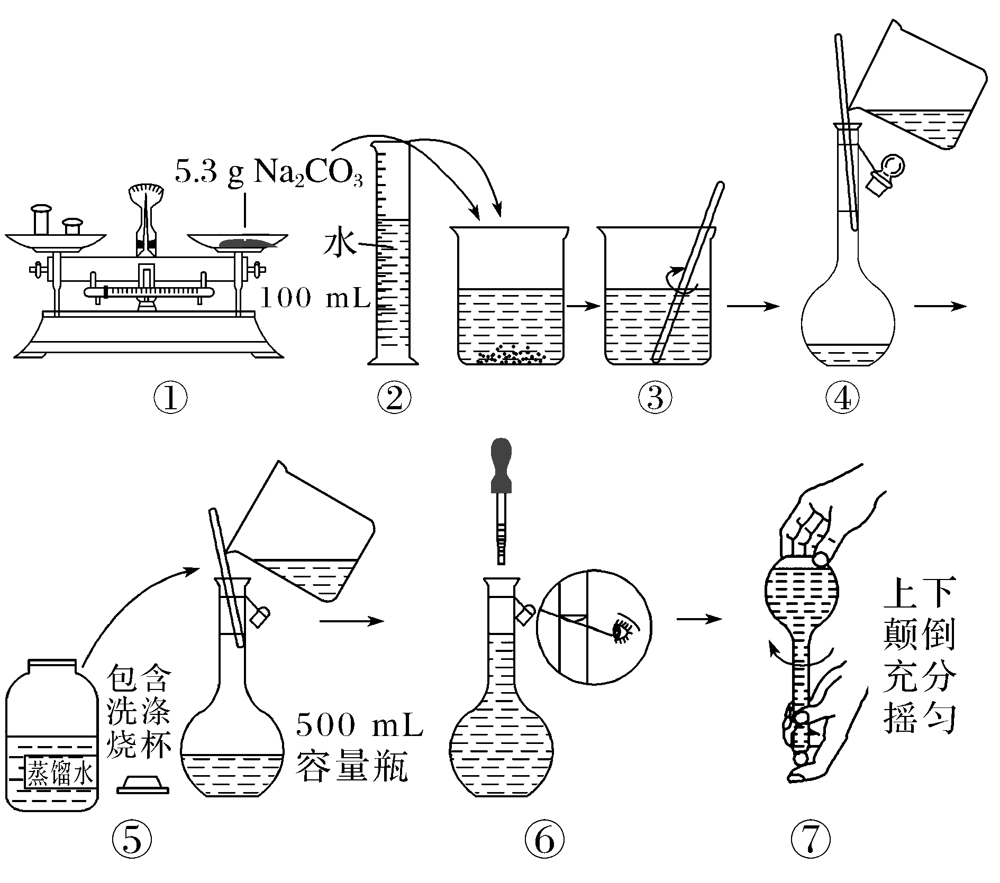 5.3 g Na₂CO₃
水
100 mL
①
②
③
④
包含
洗涤
烧杯
蒸馏水
500 mL
容量瓶
上下
颠倒
充分
摇匀
⑤
⑥
⑦